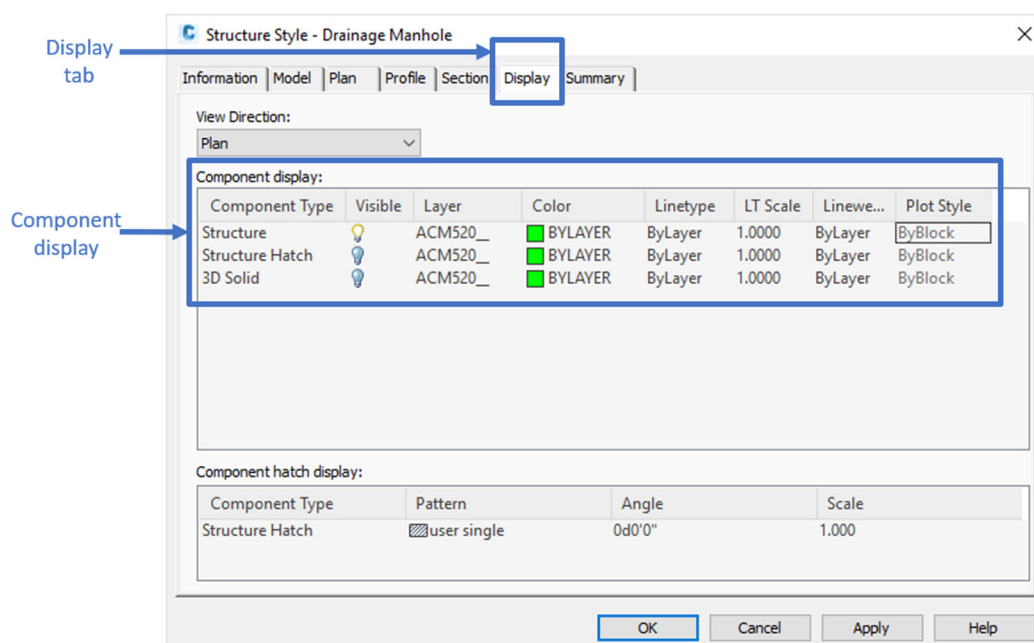 Structure Style - Drainage Manhole
Display
tab
Information Model Plan Profile Section Display Summary
View Direction:
Plan
Component display:
Component Type Visible Layer Color Linetype LT Scale Linewe... Plot Style
Component
display
Structure ACM520__ BYLAYER ByLayer 1.0000 ByLayer ByBlock
Structure Hatch ACM520__ BYLAYER ByLayer 1.0000 ByLayer ByBlock
3D Solid ACM520__ BYLAYER ByLayer 1.0000 ByLayer ByBlock
Component hatch display:
Component Type Pattern Angle Scale
Structure Hatch user single 0d0'0" 1.000
OK Cancel Apply Help